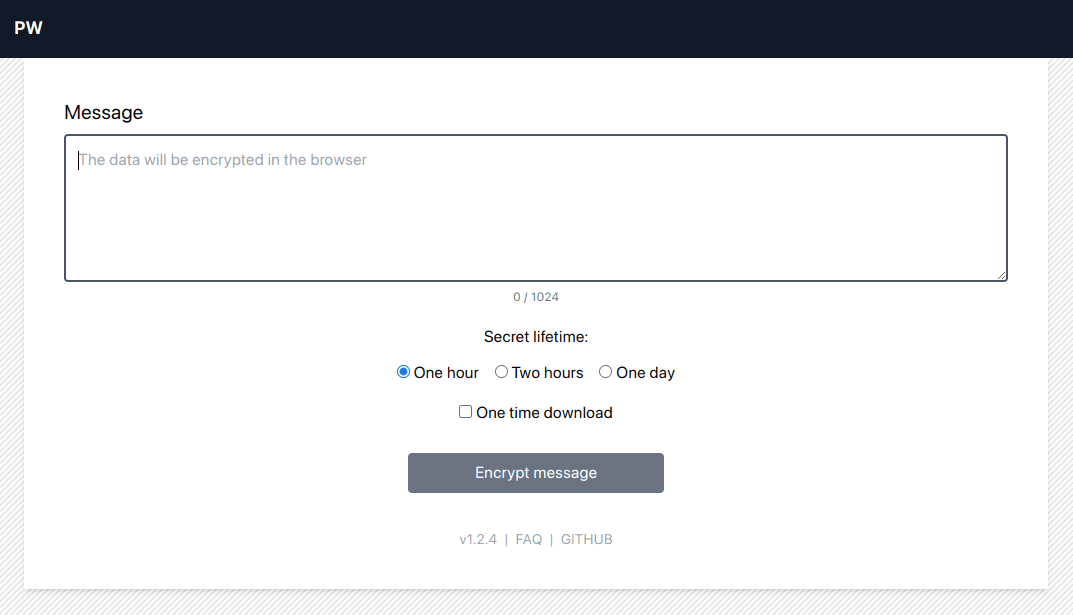 PW
Message
The data will be encrypted in the browser
0 / 1024
Secret lifetime:
One hour Two hours One day
One time download
Encrypt message
v1.2.4 | FAQ | GITHUB